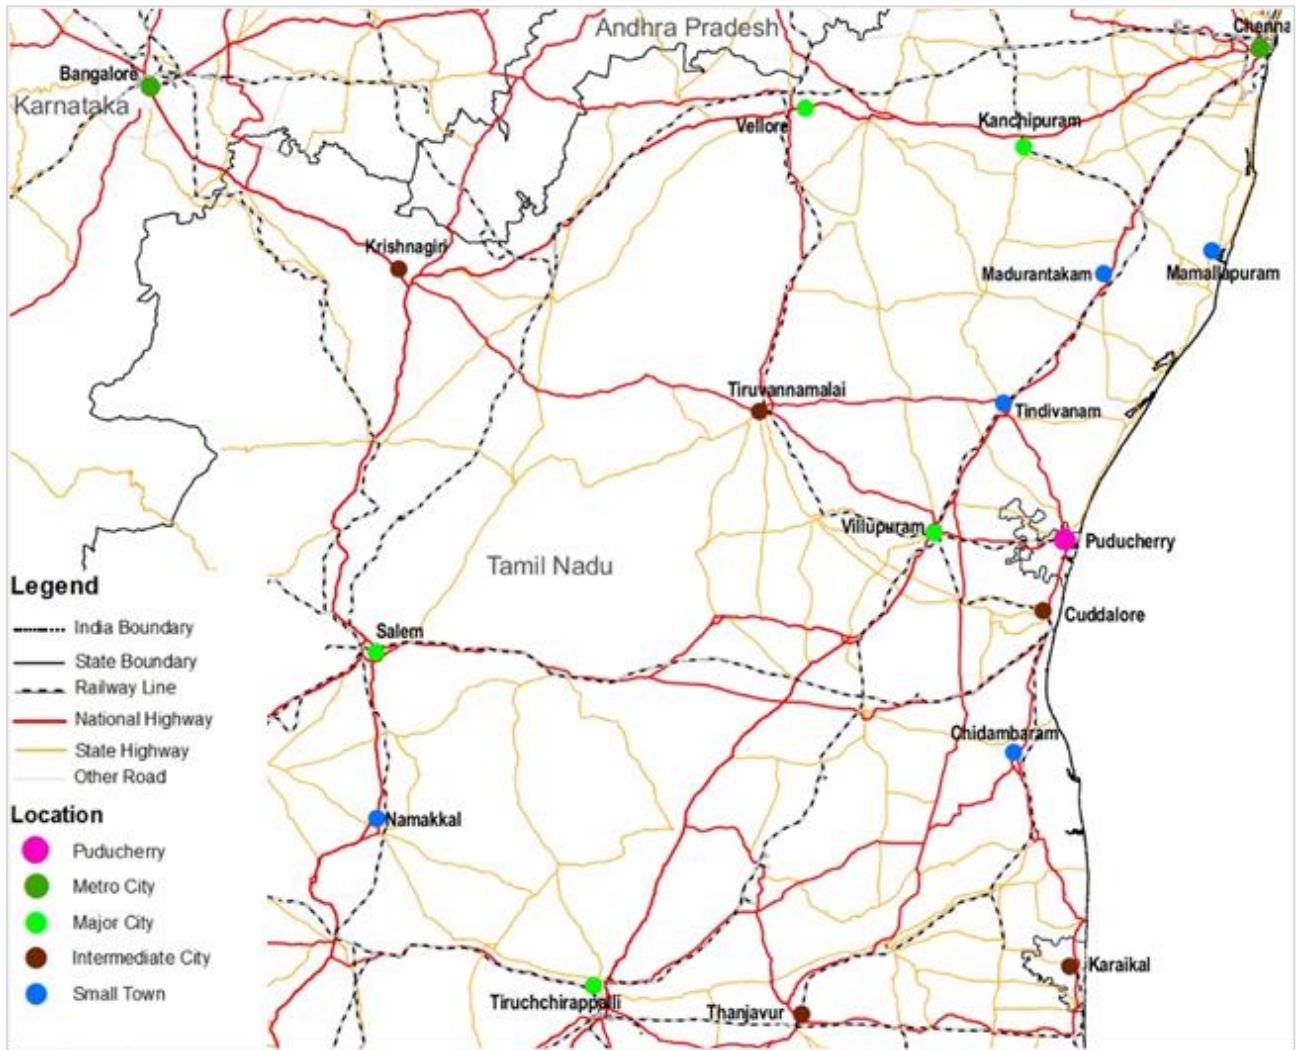 Andhra Pradesh
Chenna
Bangalore
Karnataka
Vellore
Kanchipuram
Krishnagiri
Madurantakam
Mamallapuram
Tiruvannamalai
Tindivanam
Villupuram
Puducherry
Tamil Nadu
Cuddalore
Salem
Chidambaram
Namakkal
Karaikal
Tiruchchirappalli
Thanjavur
Legend
India Boundary
State Boundary
Railway Line
National Highway
State Highway
Other Road
Location
Puducherry
Metro City
Major City
Intermediate City
Small Town